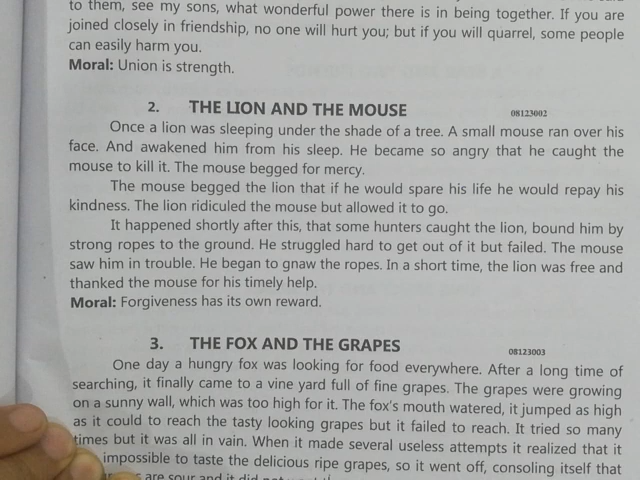 to them, see my sons, what wonderful power there is in being together. If you are
joined closely in friendship, no one will hurt you; but if you will quarrel, some people
can easily harm you.
Moral: Union is strength.
2. THE LION AND THE MOUSE 08123002
Once a lion was sleeping under the shade of a tree. A small mouse ran over his
face. And awakened him from his sleep. He became so angry that he caught the
mouse to kill it. The mouse begged for mercy.
The mouse begged the lion that if he would spare his life he would repay his
kindness. The lion ridiculed the mouse but allowed it to go.
It happened shortly after this, that some hunters caught the lion, bound him by
strong ropes to the ground. He struggled hard to get out of it but failed. The mouse
saw him in trouble. He began to gnaw the ropes. In a short time, the lion was free and
thanked the mouse for his timely help.
Moral: Forgiveness has its own reward.
3. THE FOX AND THE GRAPES 08123003
One day a hungry fox was looking for food everywhere. After a long time of
searching, it finally came to a vine yard full of fine grapes. The grapes were growing
on a sunny wall, which was too high for it. The fox's mouth watered, it jumped as high
as it could to reach the tasty looking grapes but it failed to reach. It tried so many
times but it was all in vain. When it made several useless attempts it realized that it
impossible to taste the delicious ripe grapes, so it went off, consoling itself that
are sour and it did not